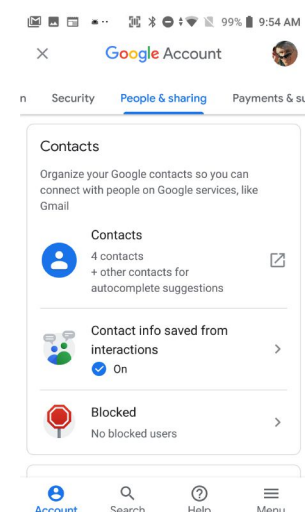 99% 9:54 AM
Google Account
n Security People & sharing Payments & su
Contacts
Organize your Google contacts so you can
connect with people on Google services, like
Gmail
Contacts
4 contacts
+ other contacts for
autocomplete suggestions
Contact info saved from
interactions
On
Blocked
No blocked users
Account Search Help Menu